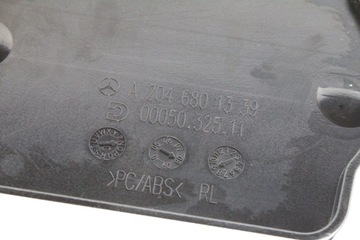 A 204 680 13 39
00050.325.11
>PC/ABS< RL